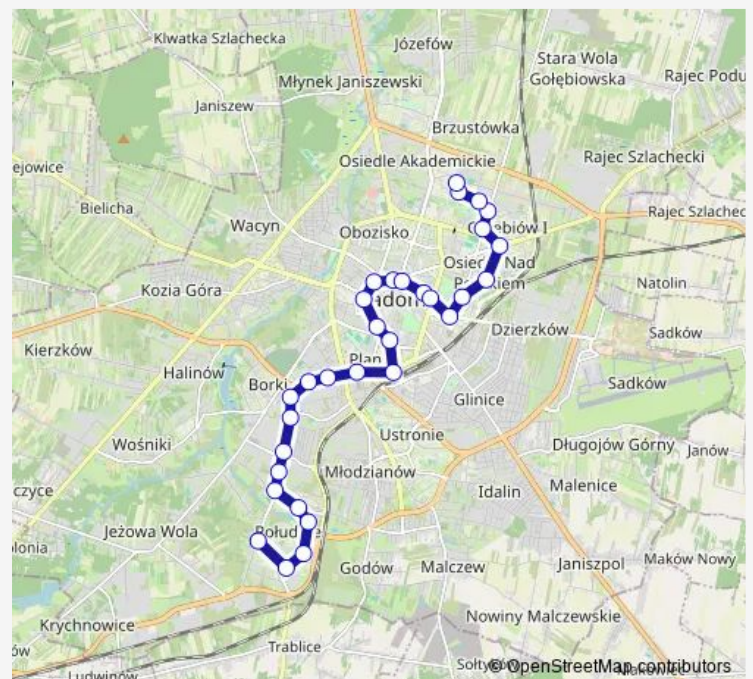 Klwatka Szlachecka
Józefów
Stara Wola
Gołębiowska
Rajec Podu
Młynek Janiszewski
Janiszew
Brzustówka
Osiedle Akademickie
Rajec Szlachecki
ejowice
Bielicha
Wacyn
Obozisko
Rajec Szlachec
Kozia Góra
Natolin
Dzierzków
Sadków
Kierzków
Halinów
Plan
Borki
Sadków
Glinice
Ustronie
Wośniki
Długojów Górny
Janów
Młodzianów
Malenice
czyce
Idalin
Jeżowa Wola
olonia
Godów
Malczew
Janiszpol
Maków Nowy
Krychnowice
Nowiny Malczewskie
ów
Trablice
Ludwinów
© OpenStreetMap contributors